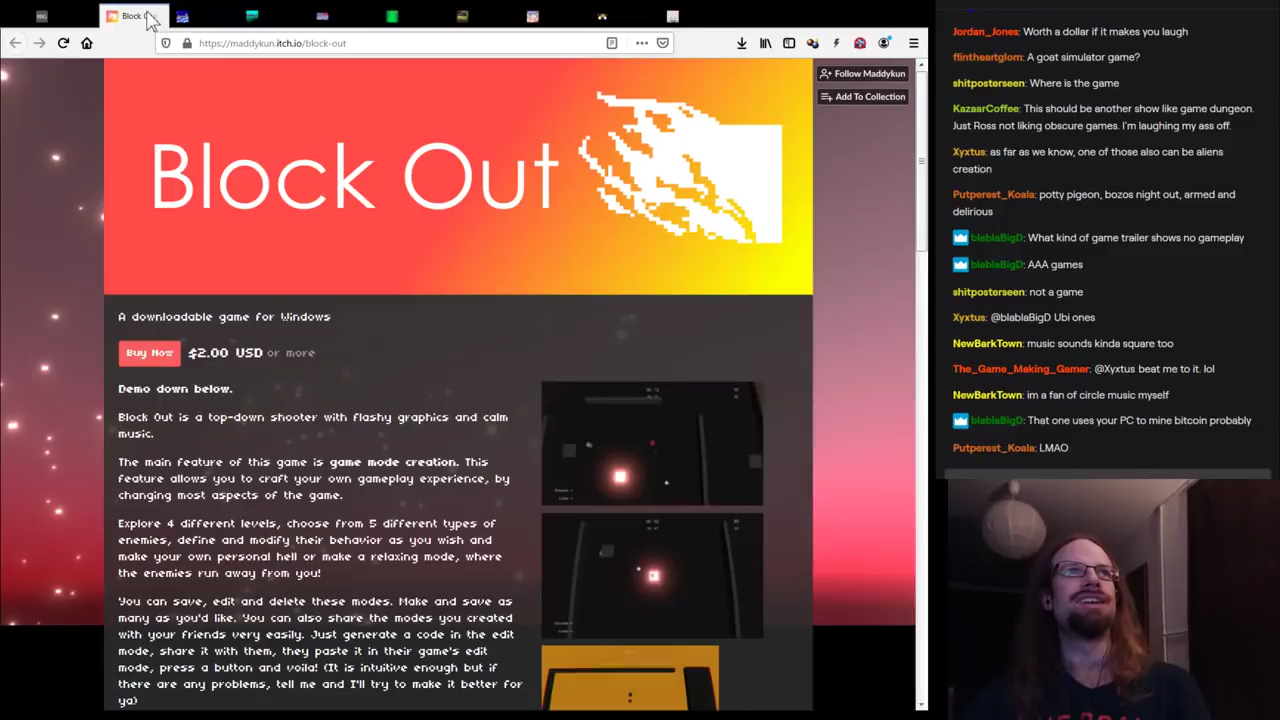 Block Out
https://maddykun.itch.io/block-out
Follow Maddykun
Add To Collection
Block Out
A downloadable game for Windows
Buy Now $2.00 USD or more
Demo down below.
Block Out is a top-down shooter with flashy graphics and calm
music.
The main feature of this game is game mode creation. This
feature allows you to craft your own gameplay experience, by
changing most aspects of the game.
Explore 4 different levels, choose from 5 different types of
enemies, define and modify their behavior as you wish and
make your own personal hell or make a relaxing mode, where
the enemies run away from you!
You can save, edit and delete these modes. Make and save as
many as you'd like. You can also share the modes you created
with your friends very easily. Just generate a code in the edit
mode, share it with them, they paste it in their game's edit
mode, press a button and voila! (It is intuitive enough but if
there are any problems, tell me and I'll try to make it better for
ya)
Jordan_Jones: Worth a dollar if it makes you laugh
flintheartglom: A goat simulator game?
shitposterseen: Where is the game
KazaarCoffee: This should be another show like game dungeon.
Just Ross not liking obscure games. I'm laughing my ass off.
Xyxtus: as far as we know, one of those also can be aliens
creation
Putperest_Koala: potty pigeon, bozos night out, armed and
delirious
blablaBigD: What kind of game trailer shows no gameplay
blablaBigD: AAA games
shitposterseen: not a game
Xyxtus: @blablaBigD Ubi ones
NewBarkTown: music sounds kinda square too
The_Game_Making_Gamer: @Xyxtus beat me to it. lol
NewBarkTown: im a fan of circle music myself
blablaBigD: That one uses your PC to mine bitcoin probably
Putperest_Koala: LMAO